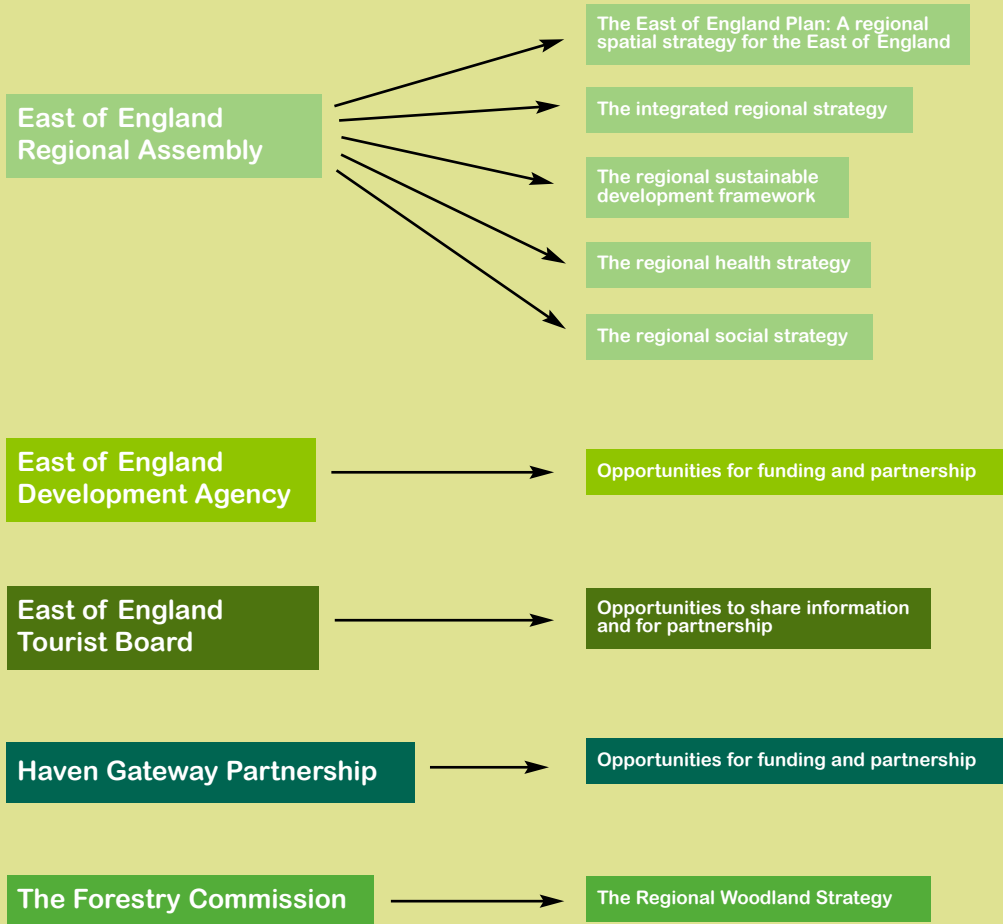 East of England
Regional Assembly
The East of England Plan: A regional
spatial strategy for the East of England
The integrated regional strategy
The regional sustainable
development framework
The regional health strategy
The regional social strategy
East of England
Development Agency
Opportunities for funding and partnership
East of England
Tourist Board
Opportunities to share information
and for partnership
Haven Gateway Partnership
Opportunities for funding and partnership
The Forestry Commission
The Regional Woodland Strategy